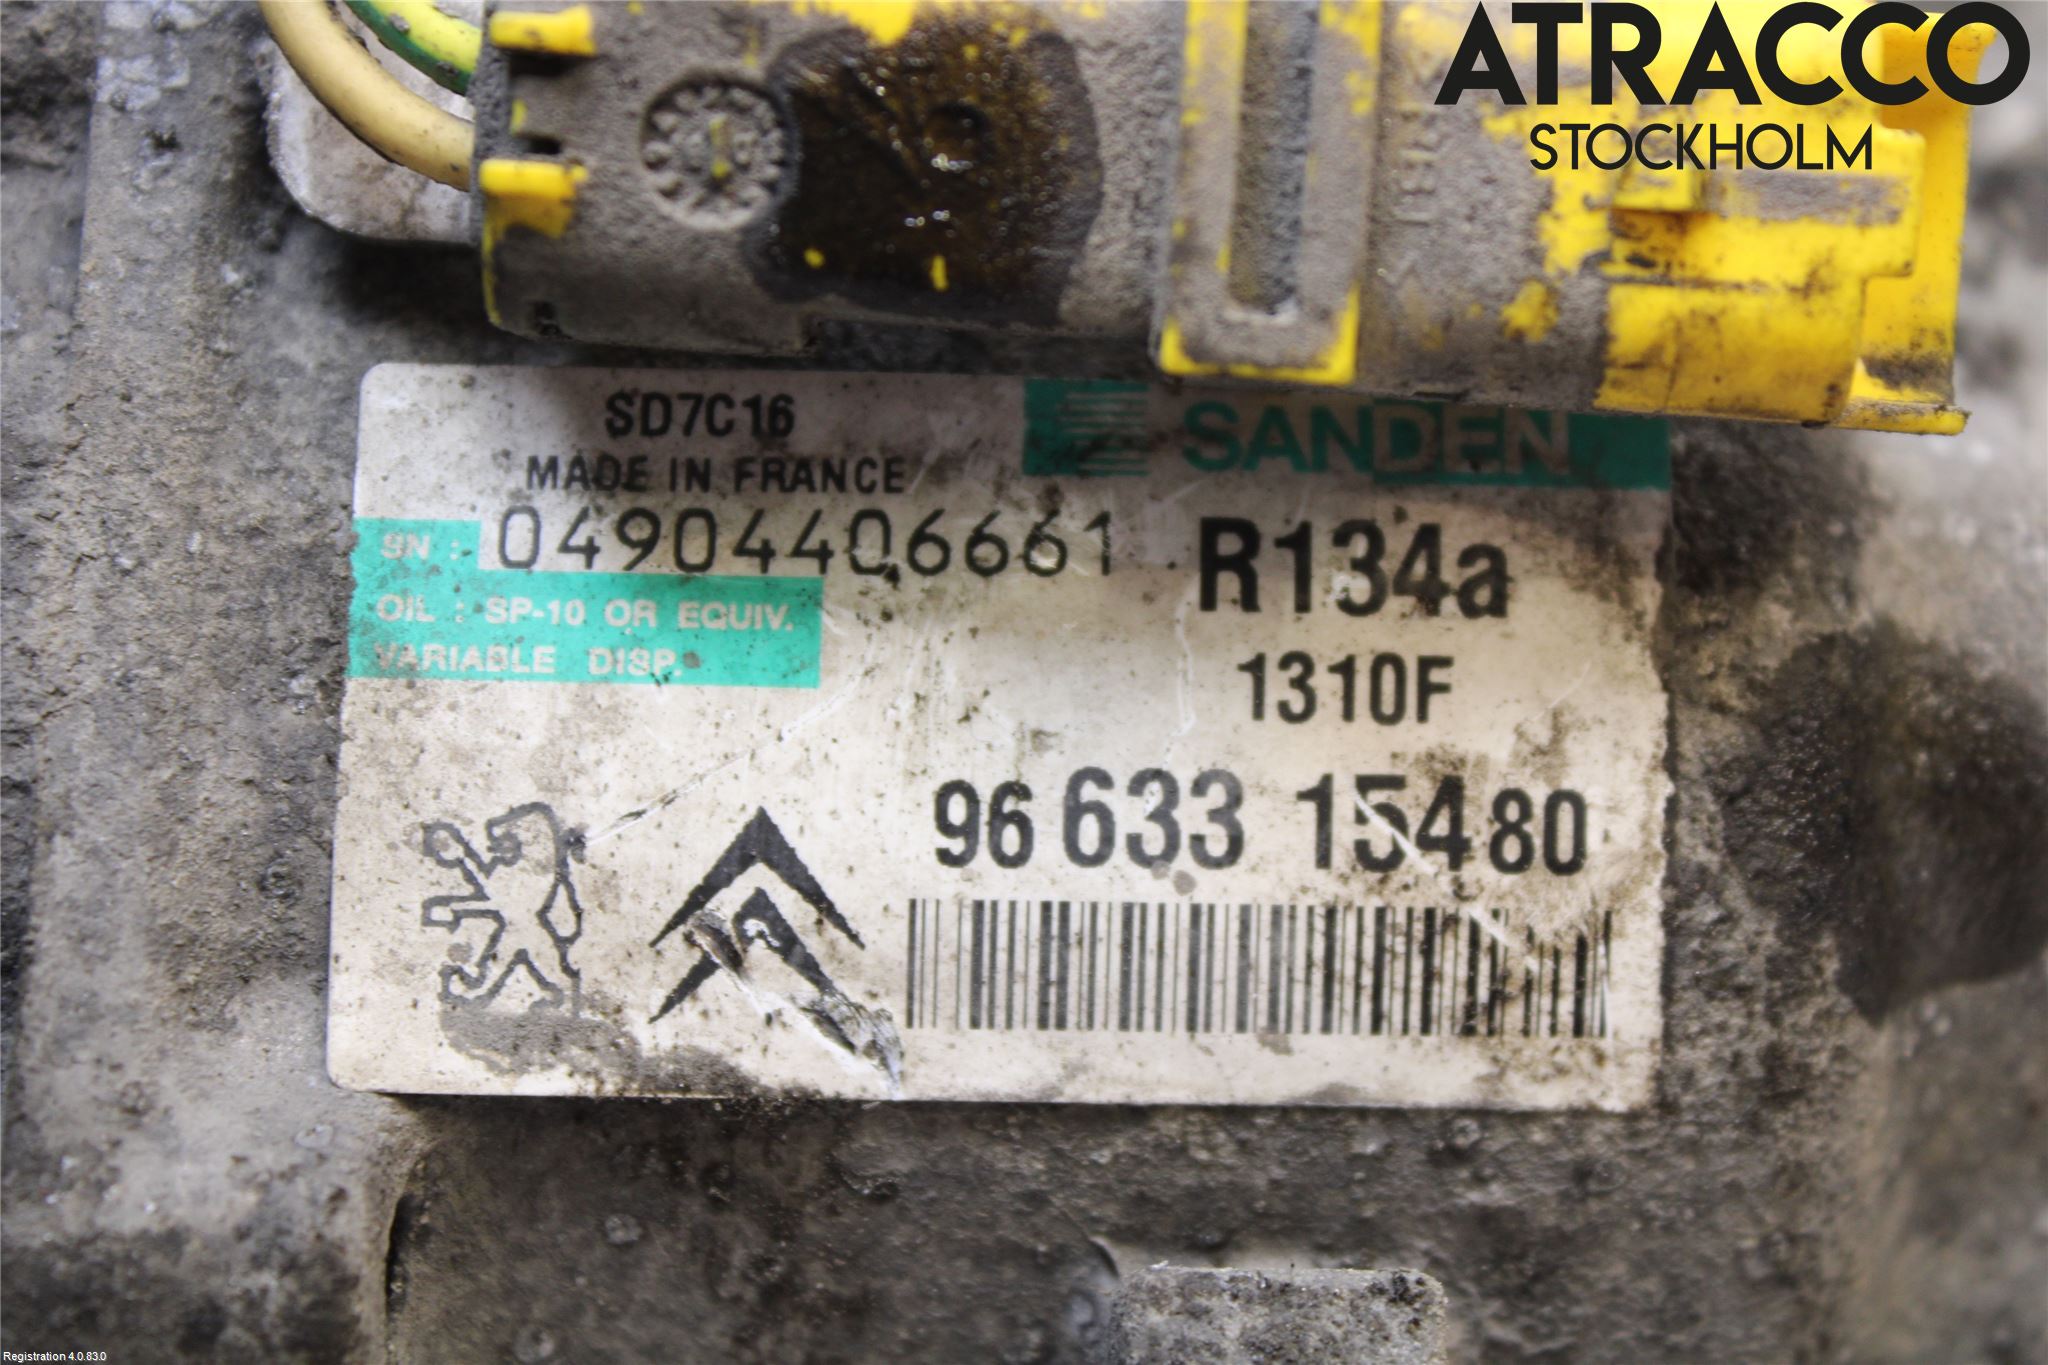 ATRACCO
STOCKHOLM
SD7C16
SANDEN
MADE IN FRANCE
SN : 04904406661
R134a
OIL : SP-10 OR EQUIV.
VARIABLE DISP.
1310F
96 633 154 80
Registration 4.0.83.0